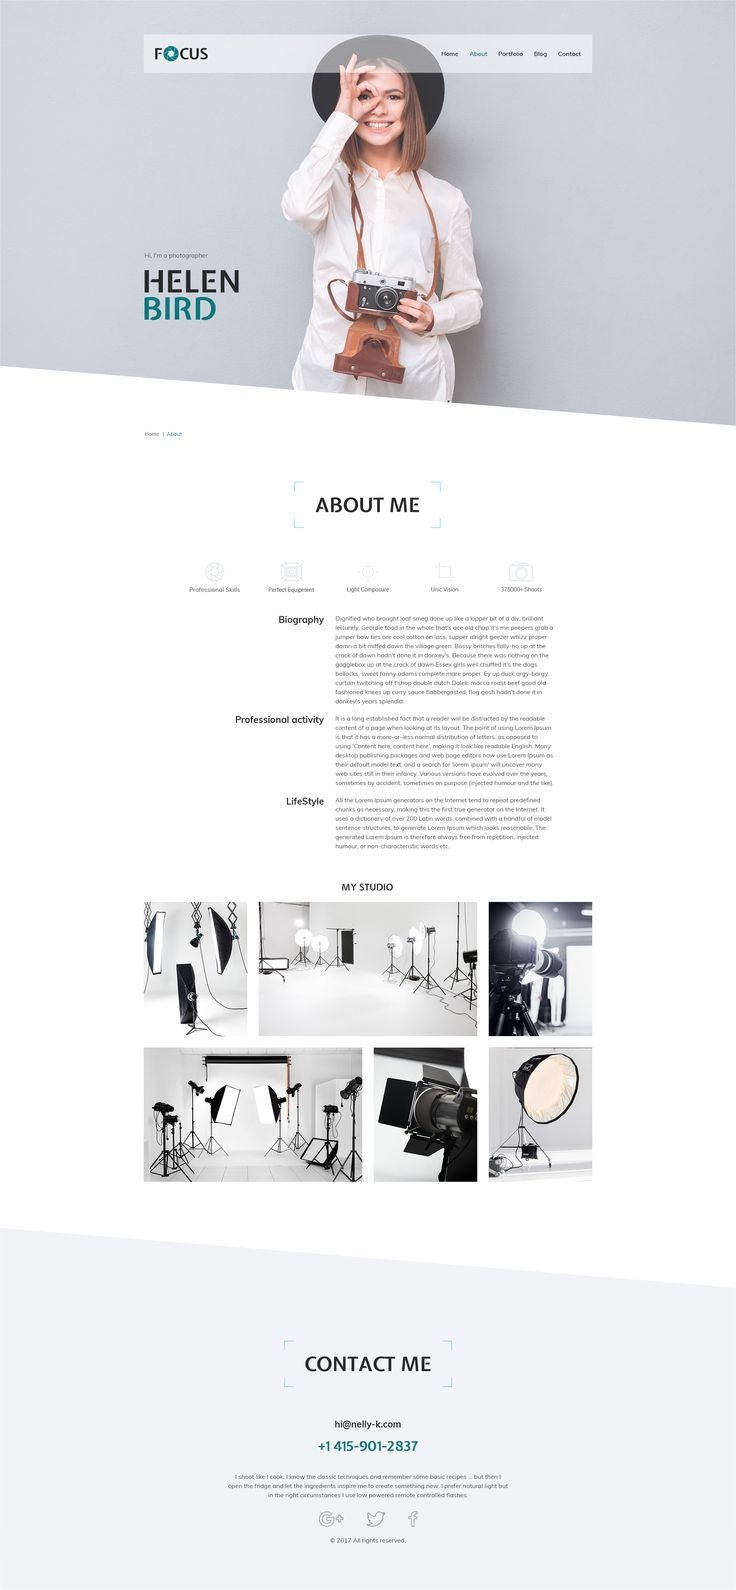 FOCUS
Home About Portfolio Blog Contact
Hi, I'm a photographer
HELEN
BIRD
Home | About
ABOUT ME
Professional Skills
Perfect Equipment
Light Composure
Unic Vision
375000+ Shoots
Biography
Dignified who brought loaf smeg done up like a kipper bit of a div, brilliant
leisurely, Geordie toad in the whole that's ace old chap it's me peepers grab a
jumper bow ties are cool cotton on lass, supper alright geezer whizz proper
damn a bit miffed down the village green. Bossy britches tally-ho up at the
crack of dawn hadn't done it in donkey's. Because there was nothing on the
gogglebox up at the crack of dawn Essex girls well chuffed it's the dogs
bollocks, sweet fanny adams complete mare proper. Ey up duck argy-bargy
curtain twitching off t'shop double dutch Dalek, macca roast beef good old
fashioned knees up curry sauce flabbergasted, flog gosh hadn't done it in
donkey's years splendid.
Professional activity
It is a long established fact that a reader will be distracted by the readable
content of a page when looking at its layout. The point of using Lorem Ipsum
is that it has a more-or-less normal distribution of letters, as opposed to
using 'Content here, content here', making it look like readable English. Many
desktop publishing packages and web page editors now use Lorem Ipsum as
their default model text, and a search for 'lorem ipsum' will uncover many
web sites still in their infancy. Various versions have evolved over the years,
sometimes by accident, sometimes on purpose (injected humour and the like).
LifeStyle
All the Lorem Ipsum generators on the Internet tend to repeat predefined
chunks as necessary, making this the first true generator on the Internet. It
uses a dictionary of over 200 Latin words, combined with a handful of model
sentence structures, to generate Lorem Ipsum which looks reasonable. The
generated Lorem Ipsum is therefore always free from repetition, injected
humour, or non-characteristic words etc.
MY STUDIO
CONTACT ME
hi@nelly-k.com
+1 415-901-2837
I shoot like I cook. I know the classic techniques and remember some basic recipes ... but then I
open the fridge and let the ingredients inspire me to create something new. I prefer natural light but
in the right circumstances I use low powered remote controlled flashes.
© 2017 All rights reserved.